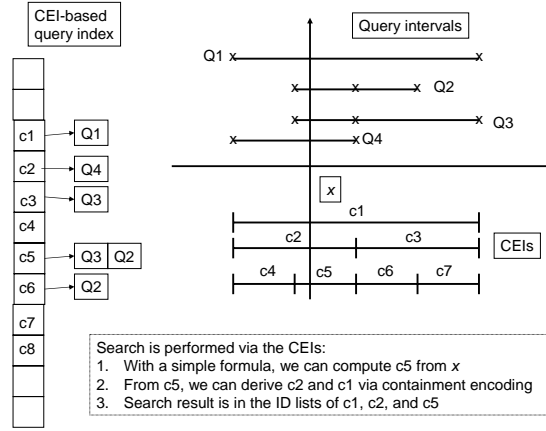 CEI-based
query index
c1
Q1
c2
Q4
c3
Q3
c4
c5
Q3 Q2
c6
Q2
c7
c8
Query intervals
Q1 x x
x x x Q2
x x x Q3
x x Q4
x
c1
c2 c3
CEIs
c4 c5 c6 c7
Search is performed via the CEIs:
1. With a simple formula, we can compute c5 from x
2. From c5, we can derive c2 and c1 via containment encoding
3. Search result is in the ID lists of c1, c2, and c5